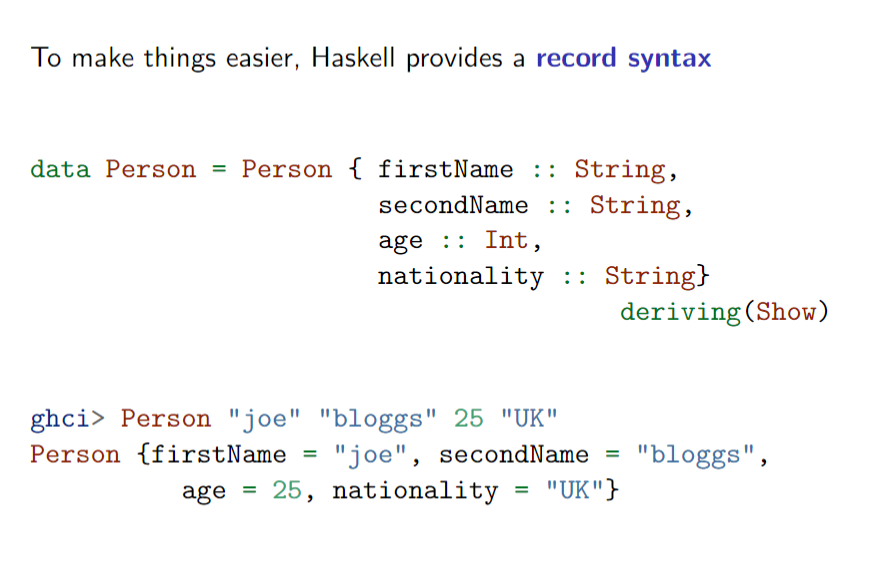 To make things easier, Haskell provides a record syntax
data Person = Person { firstName :: String,
secondName :: String,
age :: Int,
nationality :: String}
deriving(Show)
ghci> Person "joe" "bloggs" 25 "UK"
Person {firstName = "joe", secondName = "bloggs",
age = 25, nationality = "UK"}